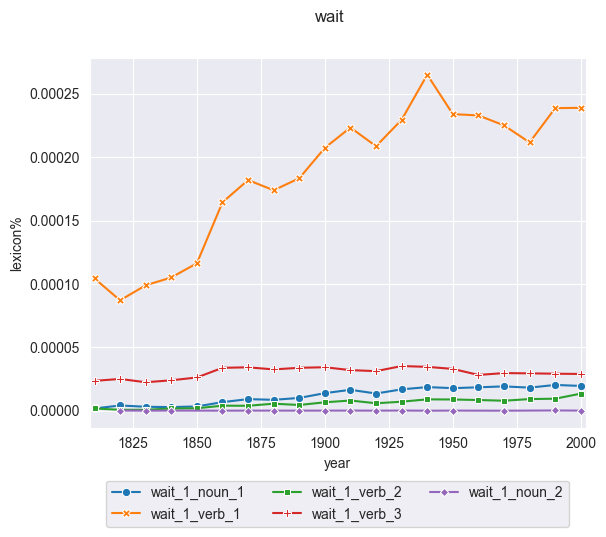 wait
0.00025
0.00020
0.00015
0.00010
0.00005
0.00000
lexicon%
1825 1850 1875 1900 1925 1950 1975 2000
year
wait_1_noun_1 wait_1_verb_2 wait_1_noun_2
wait_1_verb_1 wait_1_verb_3